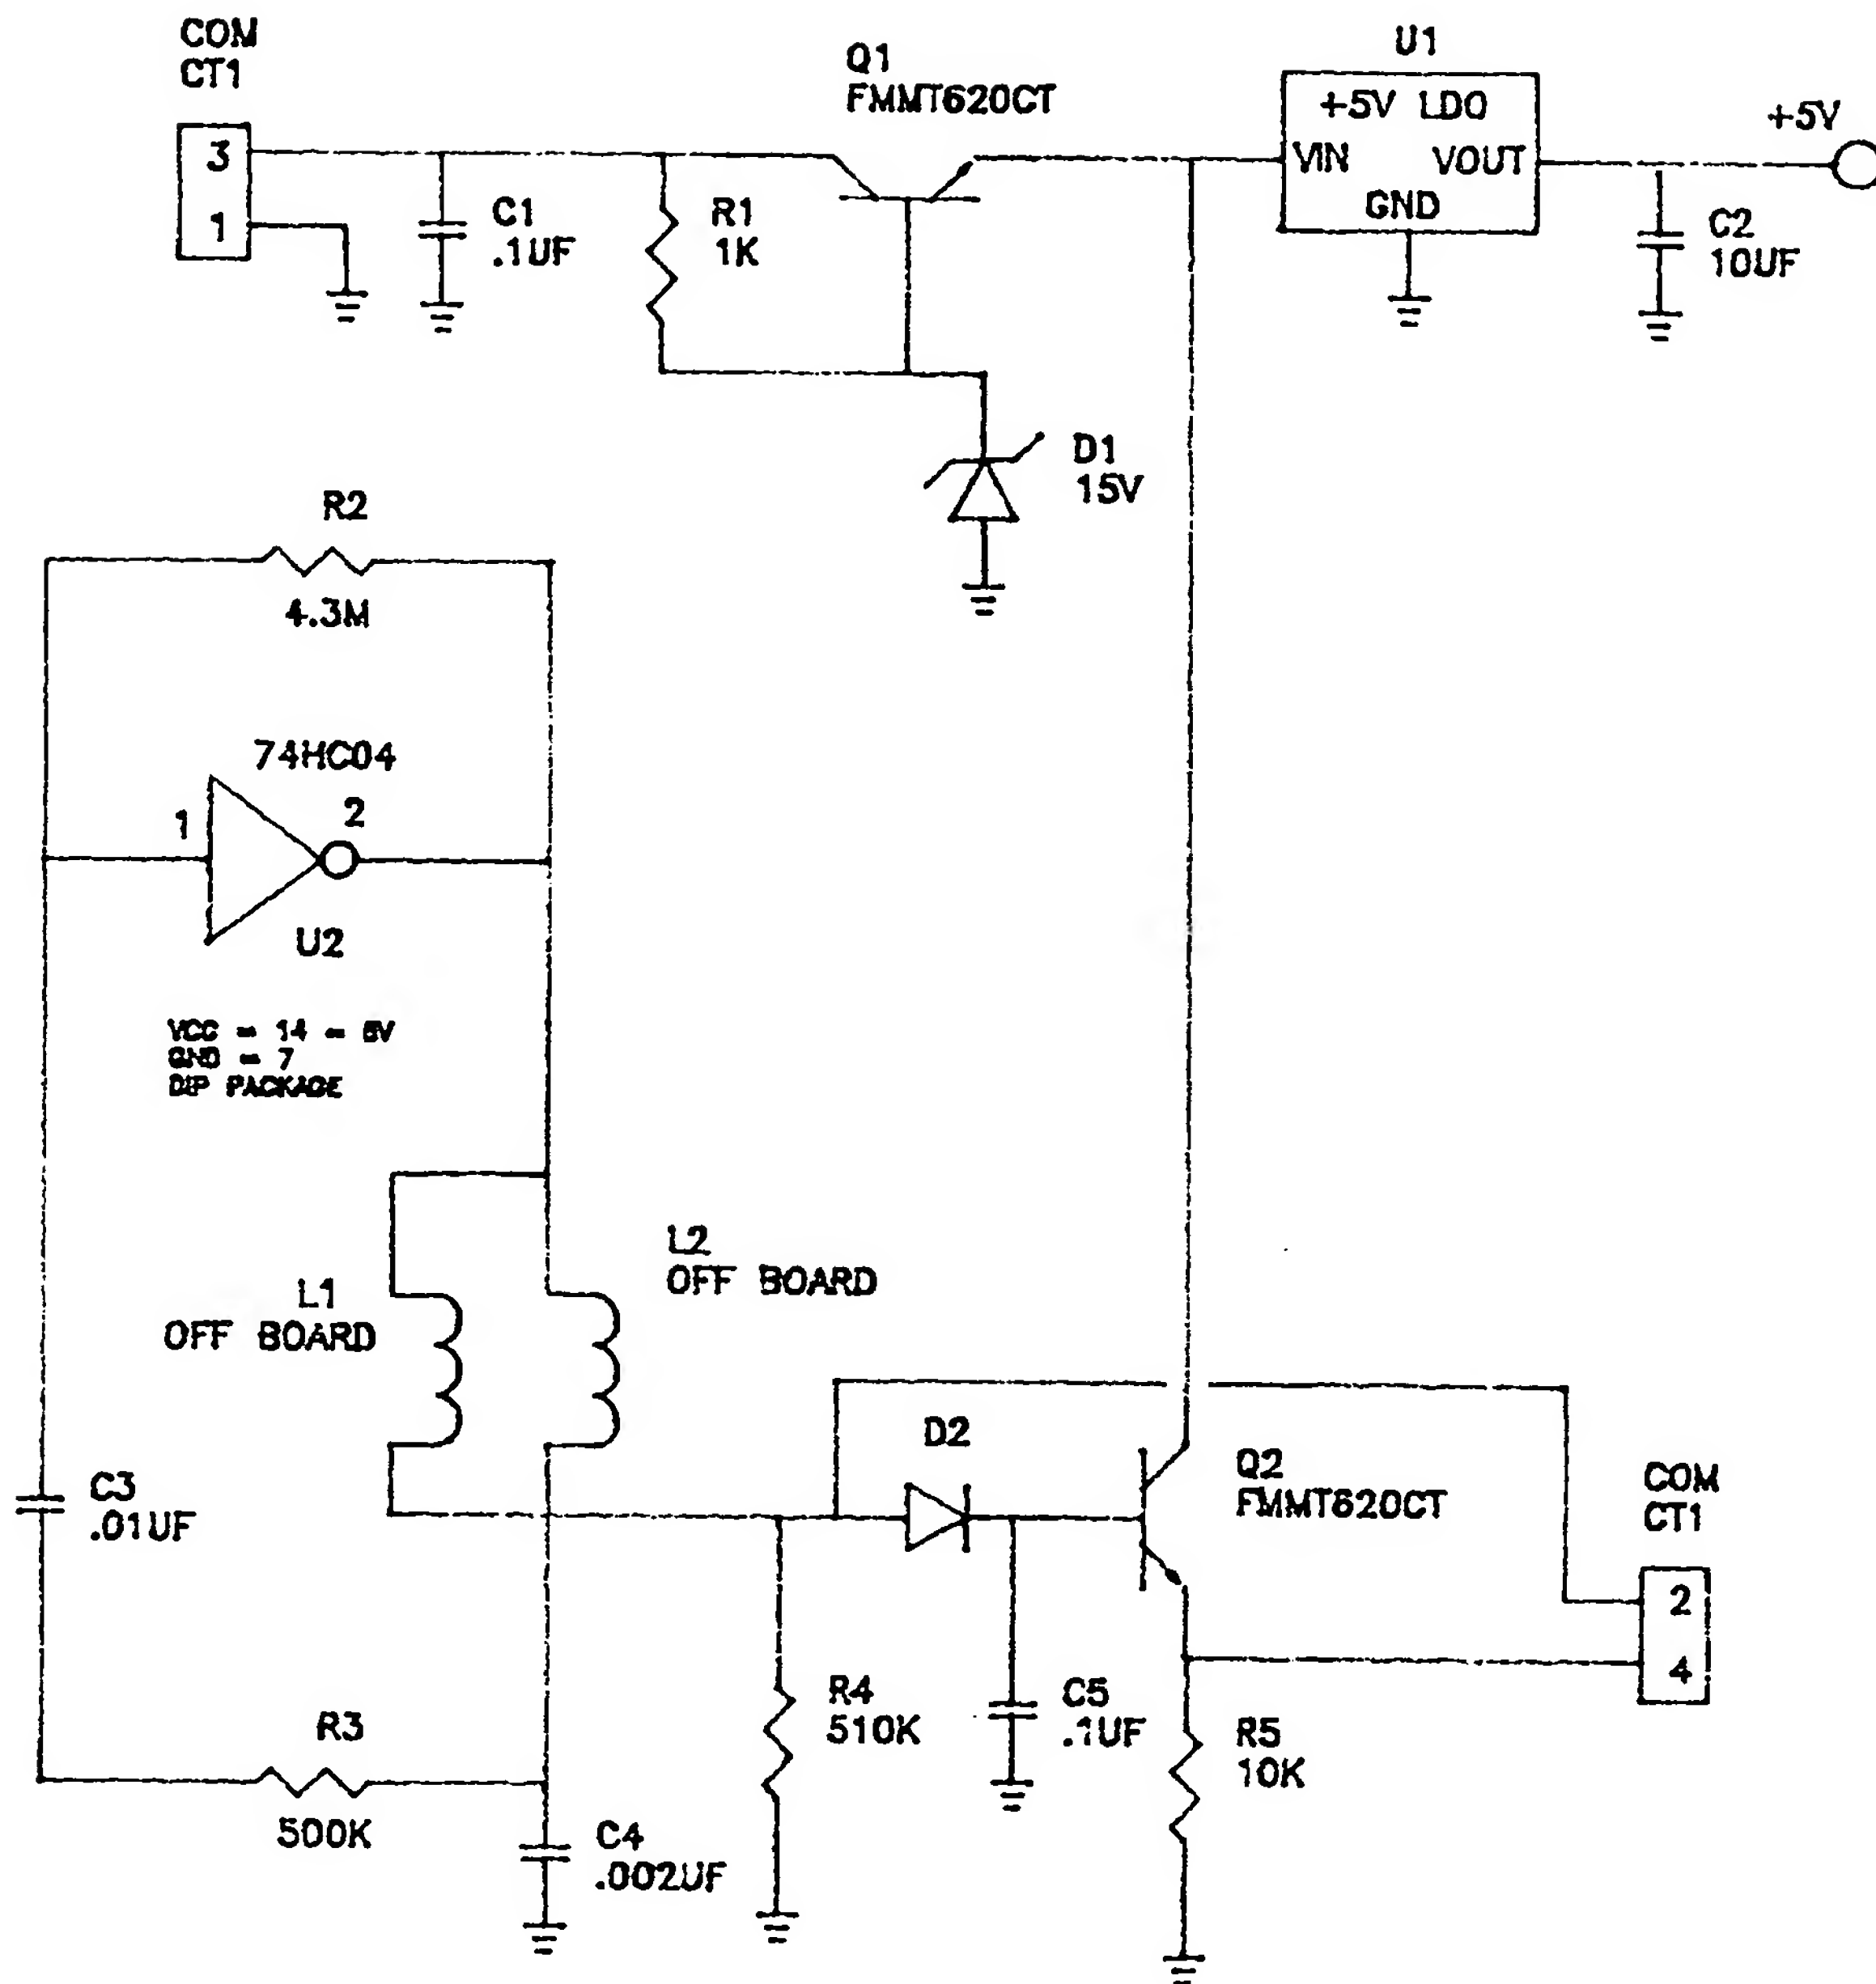 COM
CT1
3
1
C1
.1UF
R1
1K
Q1
FMMT620CT
U1
+5V LDO
VIN
VOUT
GND
+5V
C2
10UF
D1
15V
R2
4.3M
74HC04
1
2
U2
VCC = 14 = 5V
GND = 7
DIP PACKAGE
L1
OFF BOARD
L2
OFF BOARD
C3
.01UF
D2
Q2
FMMT620CT
COM
CT1
2
4
R3
500K
C4
.002UF
R4
510K
C5
.1UF
R5
10K